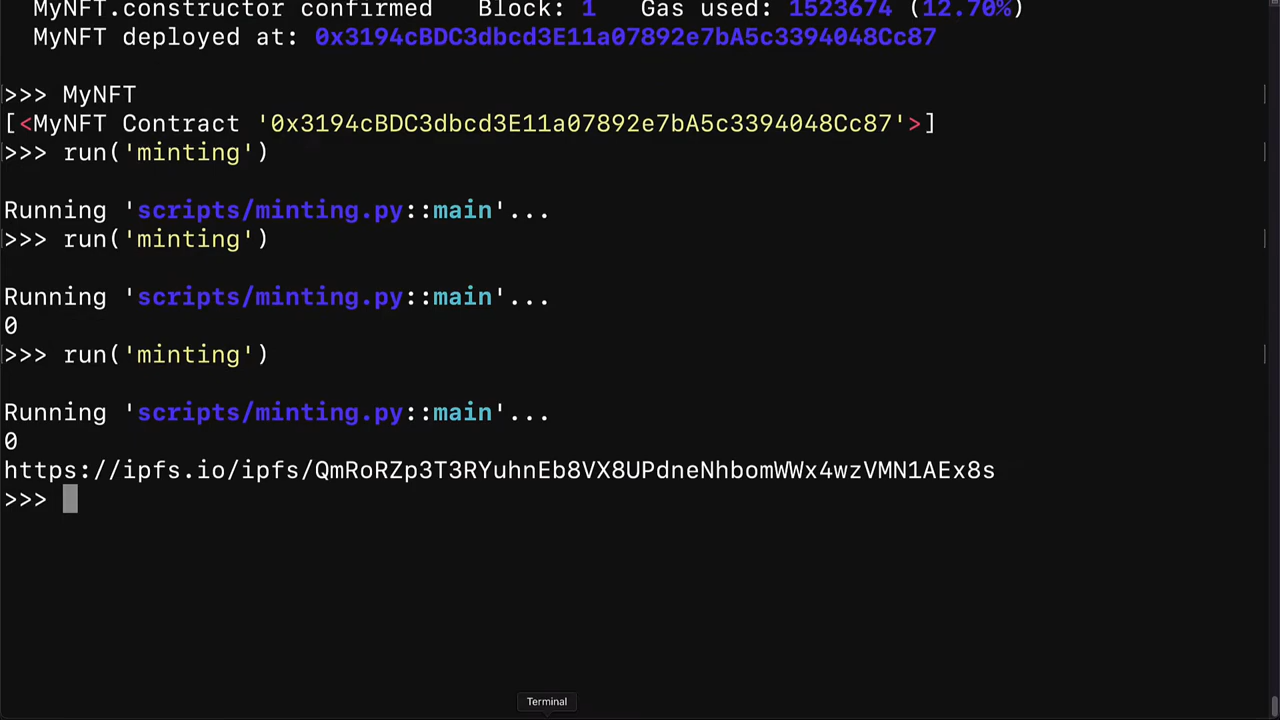 MyNFT.constructor confirmed   Block: 1   Gas used: 1523674 (12.70%)
MyNFT deployed at: 0x3194cBDC3dbcd3E11a07892e7bA5c3394048Cc87
>>> MyNFT
[<MyNFT Contract '0x3194cBDC3dbcd3E11a07892e7bA5c3394048Cc87'>]
>>> run('minting')
Running 'scripts/minting.py::main'...
>>> run('minting')
Running 'scripts/minting.py::main'...
0
>>> run('minting')
Running 'scripts/minting.py::main'...
0
https://ipfs.io/ipfs/QmRoRZp3T3RYuhnEb8VX8UPdneNhbomWWx4wzVMN1AEx8s
>>>
Terminal